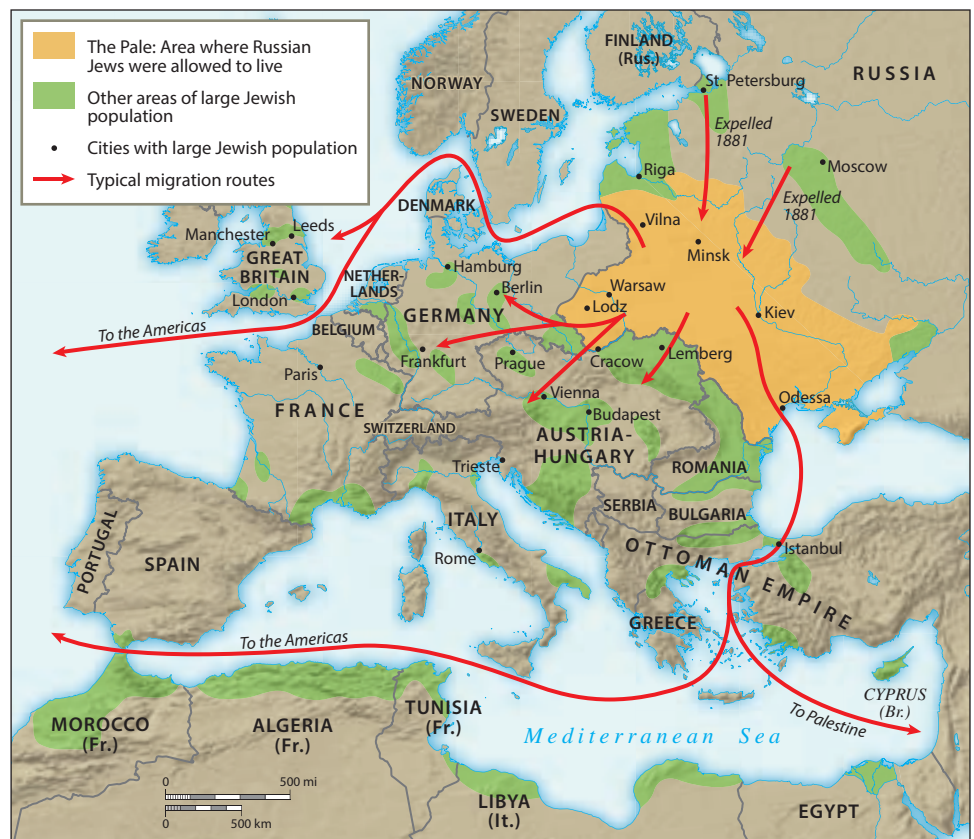 The Pale: Area where Russian
Jews were allowed to live
Other areas of large Jewish
population
Cities with large Jewish population
Typical migration routes
FINLAND
(Rus.)
RUSSIA
NORWAY
SWEDEN
St. Petersburg
Expelled
1881
Moscow
Expelled
1881
Riga
DENMARK
Vilna
Minsk
Manchester
Leeds
GREAT
BRITAIN
London
NETHER-
LANDS
Hamburg
Berlin
Warsaw
Lodz
Kiev
GERMANY
BELGIUM
To the Americas
Frankfurt
Prague
Cracow
Lemberg
Paris
FRANCE
Vienna
Budapest
Odessa
SWITZERLAND
AUSTRIA-
HUNGARY
Trieste
ROMANIA
SERBIA
BULGARIA
ITALY
Rome
PORTUGAL
SPAIN
Istanbul
OTTOMAN EMPIRE
GREECE
To the Americas
CYPRUS
(Br.)
To Palestine
MOROCCO
(Fr.)
ALGERIA
(Fr.)
TUNISIA
(Fr.)
Mediterranean Sea
0 500 mi
0 500 km
LIBYA
(It.)
EGYPT